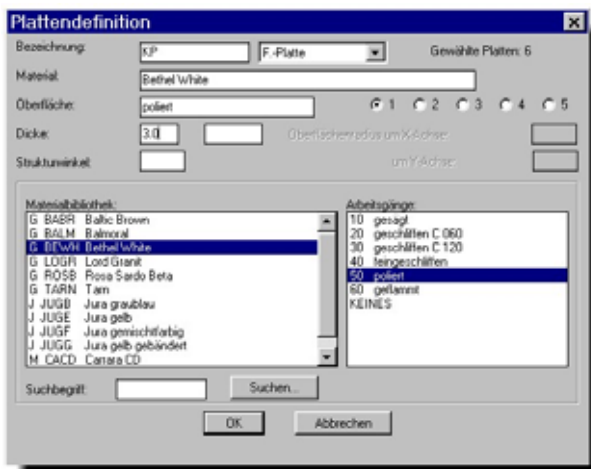 Plattendefinition
Bezeichnung: KP F.-Platte Gewählte Platten: 6
Material: Bethel White
Oberfläche: poliert 1 2 3 4 5
Dicke: 3.0 Oberflächenradius um X-Achse:
Strukturwinkel: um Y-Achse:
Materialbibliothek: Arbeitsgänge:
G BABR Baltic Brown
G BALM Balmoral
G BEWH Bethel White
G LOGR Lord Granit
G ROSB Rosa Sardo Beta
G TARN Tarn
J JUGB Jura graublau
J JUGE Jura gelb
J JUGF Jura gemischtfarbig
J JUGG Jura gelb gebändert
M CACD Carrara CD
10 gesägt
20 geschliffen C 060
30 geschliffen C 120
40 feingeschliffen
50 poliert
60 geflammt
KEINES
Suchbegriff: Suchen...
OK Abbrechen